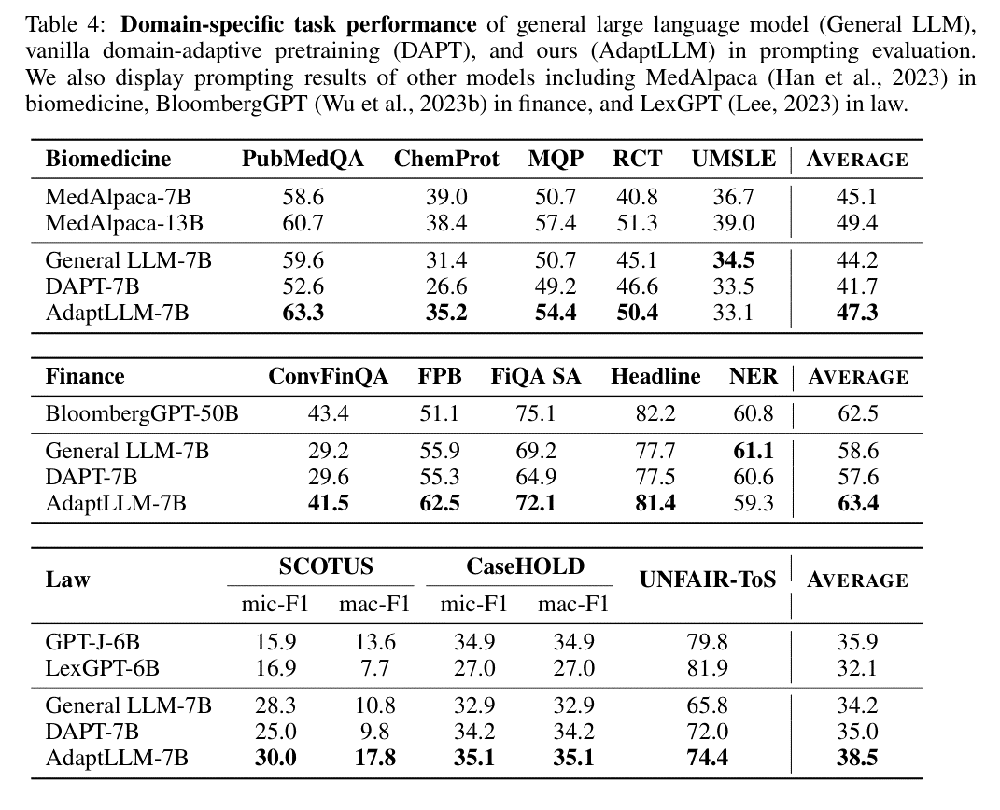 Table 4: Domain-specific task performance of general large language model (General LLM),
vanilla domain-adaptive pretraining (DAPT), and ours (AdaptLLM) in prompting evaluation.
We also display prompting results of other models including MedAlpaca (Han et al., 2023) in
biomedicine, BloombergGPT (Wu et al., 2023b) in finance, and LexGPT (Lee, 2023) in law.
Biomedicine PubMedQA ChemProt MQP RCT UMSLE AVERAGE
MedAlpaca-7B 58.6 39.0 50.7 40.8 36.7 45.1
MedAlpaca-13B 60.7 38.4 57.4 51.3 39.0 49.4
General LLM-7B 59.6 31.4 50.7 45.1 34.5 44.2
DAPT-7B 52.6 26.6 49.2 46.6 33.5 41.7
AdaptLLM-7B 63.3 35.2 54.4 50.4 33.1 47.3
Finance ConvFinQA FPB FiQA SA Headline NER AVERAGE
BloombergGPT-50B 43.4 51.1 75.1 82.2 60.8 62.5
General LLM-7B 29.2 55.9 69.2 77.7 61.1 58.6
DAPT-7B 29.6 55.3 64.9 77.5 60.6 57.6
AdaptLLM-7B 41.5 62.5 72.1 81.4 59.3 63.4
Law SCOTUS CaseHOLD UNFAIR-ToS AVERAGE
mic-F1 mac-F1 mic-F1 mac-F1
GPT-J-6B 15.9 13.6 34.9 34.9 79.8 35.9
LexGPT-6B 16.9 7.7 27.0 27.0 81.9 32.1
General LLM-7B 28.3 10.8 32.9 32.9 65.8 34.2
DAPT-7B 25.0 9.8 34.2 34.2 72.0 35.0
AdaptLLM-7B 30.0 17.8 35.1 35.1 74.4 38.5